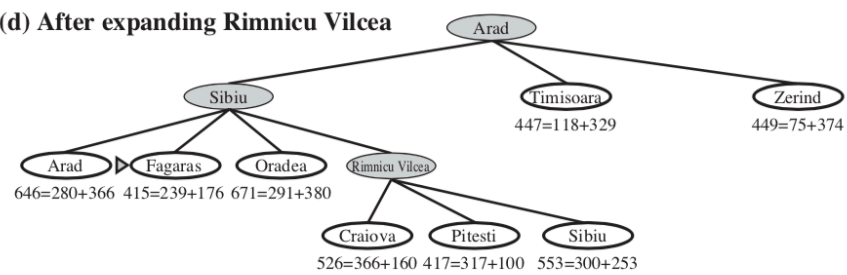 (d) After expanding Rimnicu Vilcea
Arad
Sibiu
Timisoara
Zerind
447=118+329
449=75+374
Arad
Fagaras
Oradea
Rimnicu Vilcea
646=280+366
415=239+176
671=291+380
Craiova
Pitesti
Sibiu
526=366+160
417=317+100
553=300+253